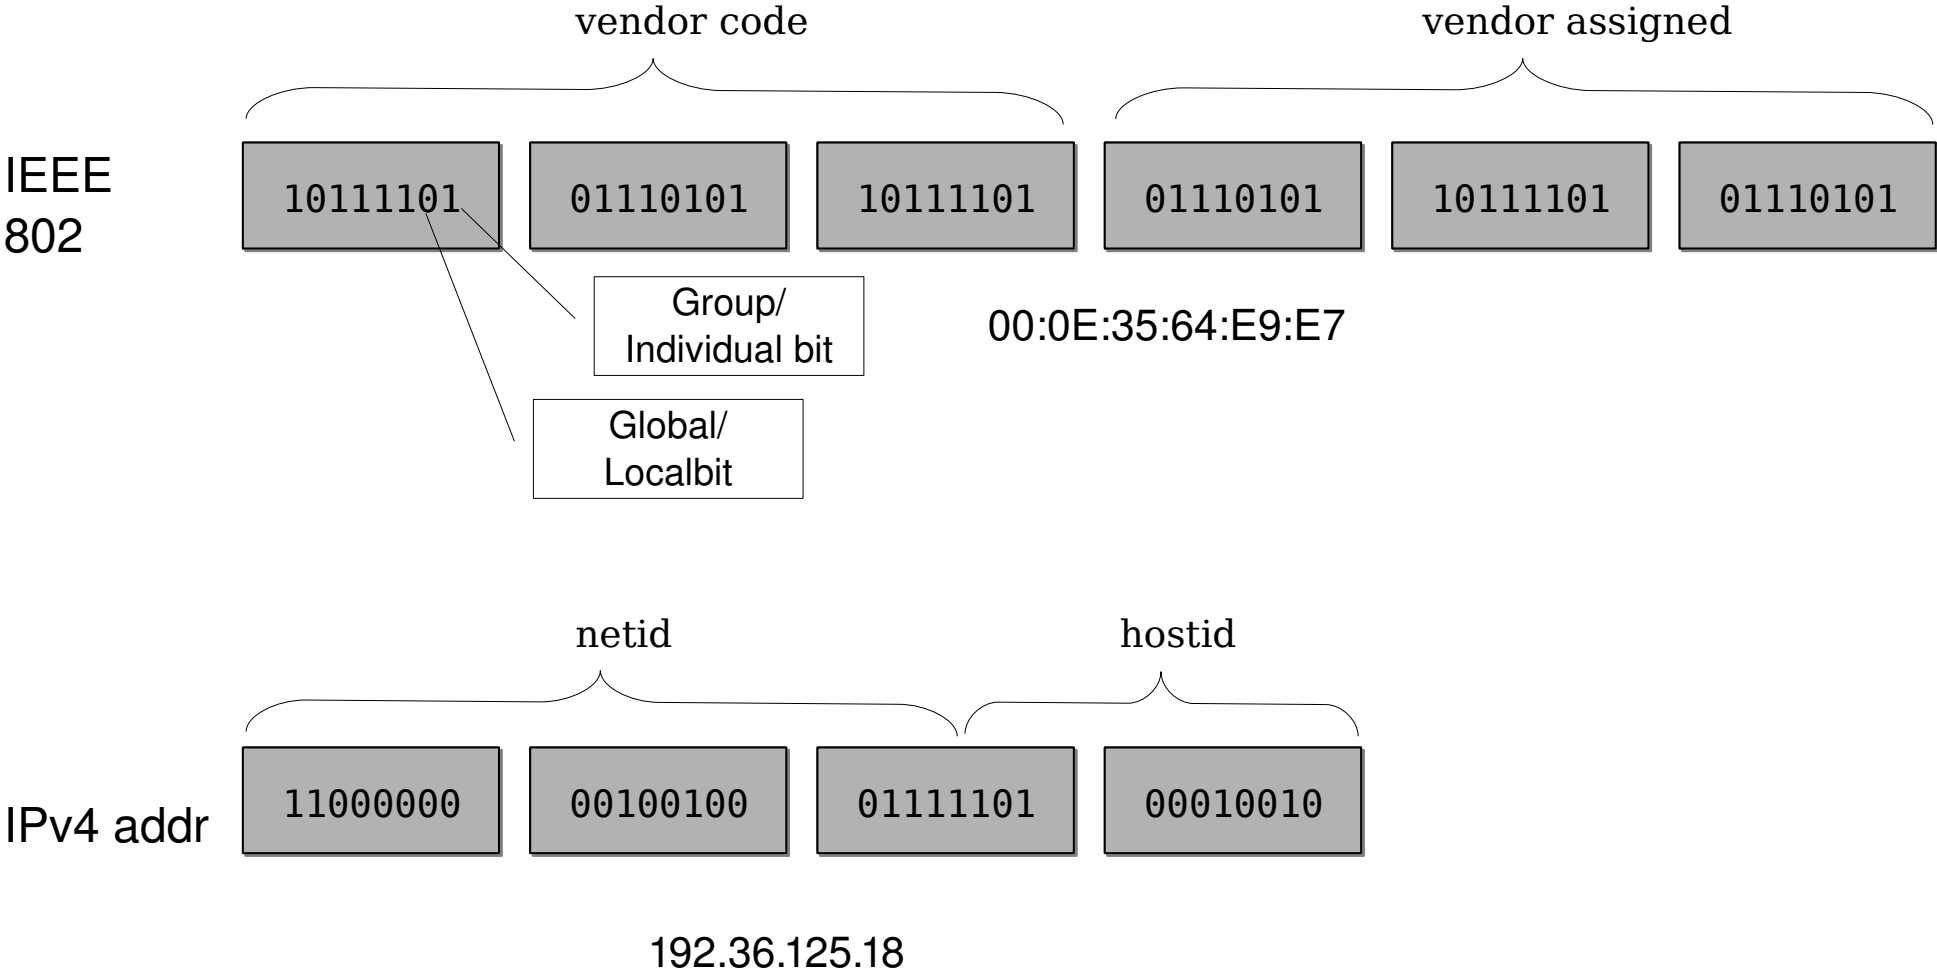 vendor code
vendor assigned
IEEE
802
10111101
01110101
10111101
01110101
10111101
01110101
Group/
Individual bit
00:0E:35:64:E9:E7
Global/
Localbit
netid
hostid
IPv4 addr
11000000
00100100
01111101
00010010
192.36.125.18